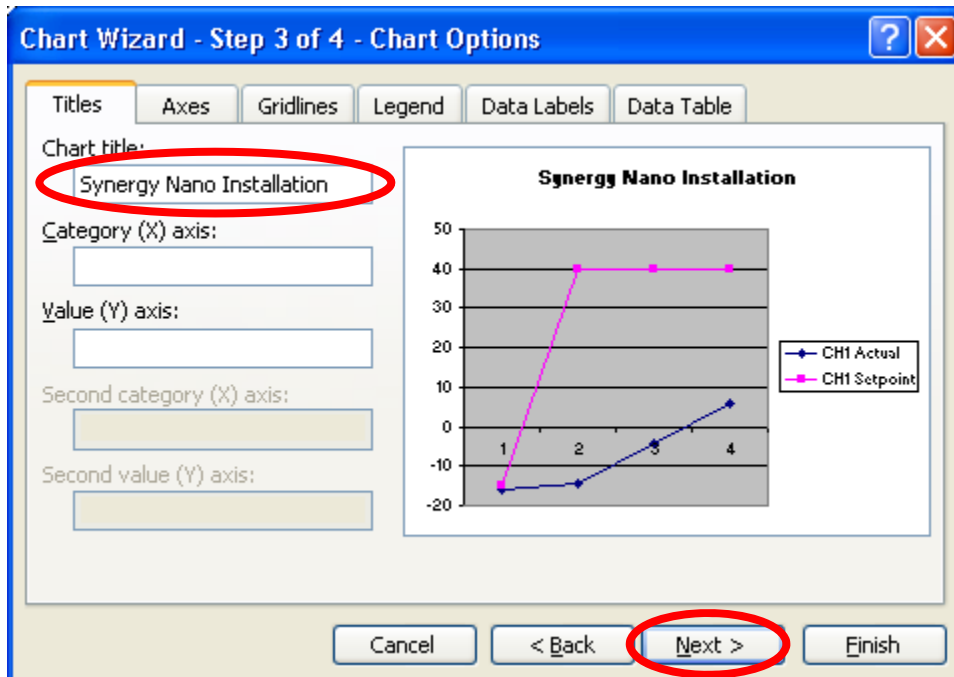 Chart Wizard - Step 3 of 4 - Chart Options
?
Titles Axes Gridlines Legend Data Labels Data Table
Chart title:
Synergy Nano Installation
Category (X) axis:
Value (Y) axis:
Second category (X) axis:
Second value (Y) axis:
Synergy Nano Installation
50
40
30
20
10
0
-10
-20
1 2 3 4
CH1 Actual
CH1 Setpoint
Cancel < Back Next > Finish